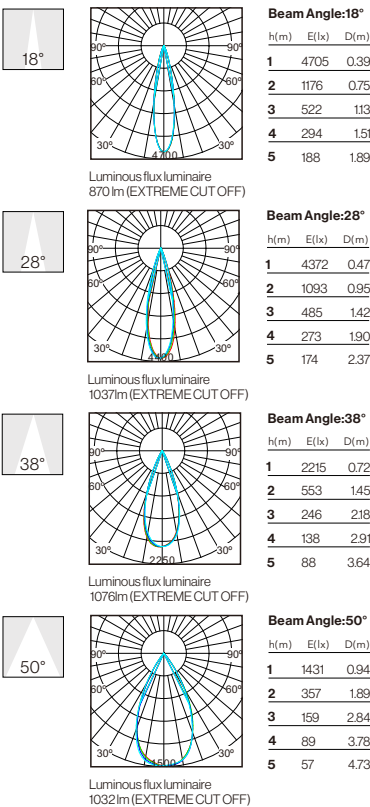 18°
90° 90°
60° 60°
30° 30°
4700
Luminous flux luminaire
870 lm (EXTREME CUT OFF)
Beam Angle:18°
h(m) E(lx) D(m)
1 4705 0.39
2 1176 0.75
3 522 1.13
4 294 1.51
5 188 1.89
28°
90° 90°
60° 60°
30° 30°
4400
Luminous flux luminaire
1037lm (EXTREME CUT OFF)
Beam Angle:28°
h(m) E(lx) D(m)
1 4372 0.47
2 1093 0.95
3 485 1.42
4 273 1.90
5 174 2.37
38°
90° 90°
60° 60°
30° 30°
2250
Luminous flux luminaire
1076lm (EXTREME CUT OFF)
Beam Angle:38°
h(m) E(lx) D(m)
1 2215 0.72
2 553 1.45
3 246 2.18
4 138 2.91
5 88 3.64
50°
90° 90°
60° 60°
30° 30°
1500
Luminous flux luminaire
1032 lm (EXTREME CUT OFF)
Beam Angle:50°
h(m) E(lx) D(m)
1 1431 0.94
2 357 1.89
3 159 2.84
4 89 3.78
5 57 4.73